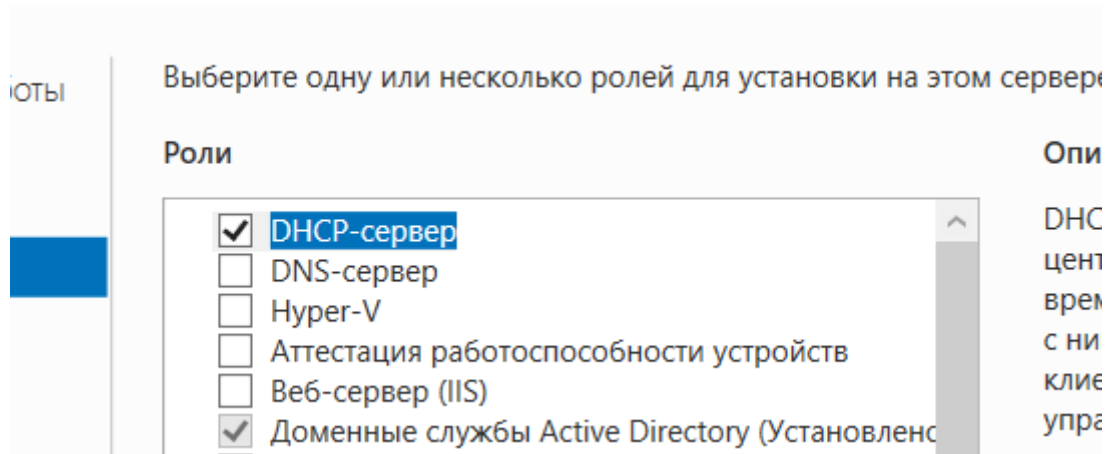 Выберите одну или несколько ролей для установки на этом сервере
Роли
DHCP-сервер
DNS-сервер
Hyper-V
Аттестация работоспособности устройств
Веб-сервер (IIS)
Доменные службы Active Directory (Установлено